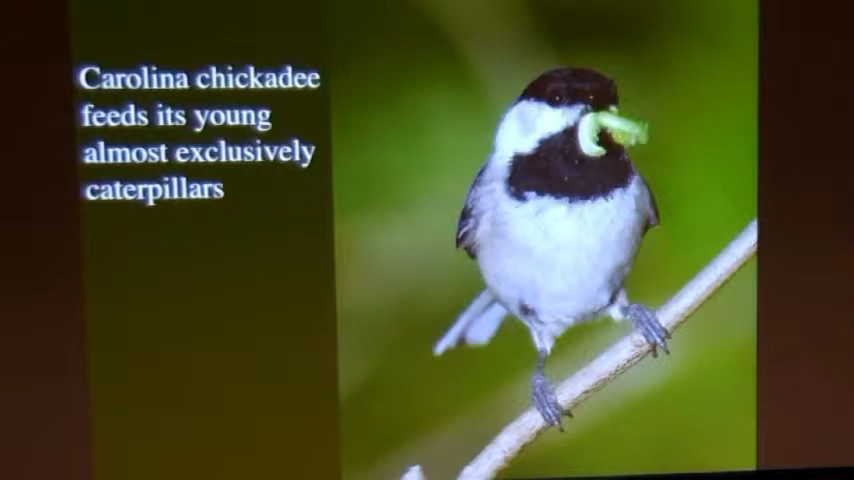 Carolina chickadee
feeds its young
almost exclusively
caterpillars